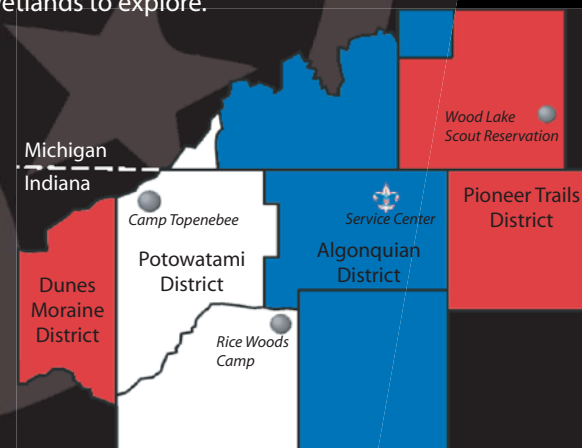 etlands to explore.
Michigan
Indiana
Wood Lake
Scout Reservation
Camp Topenebee
Service Center
Pioneer Trails
District
Potowatami
District
Algonquian
District
Dunes
Moraine
District
Rice Woods
Camp